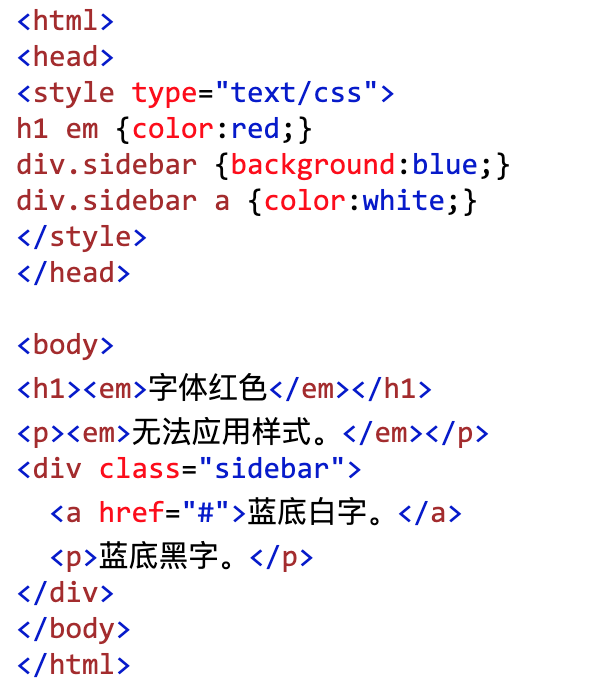 <html>
<head>
<style type="text/css">
h1 em {color:red;}
div.sidebar {background:blue;}
div.sidebar a {color:white;}
</style>
</head>

<body>
<h1><em>字体红色</em></h1>
<p><em>无法应用样式。</em></p>
<div class="sidebar">
  <a href="#">蓝底白字。</a>
  <p>蓝底黑字。</p>
</div>
</body>
</html>